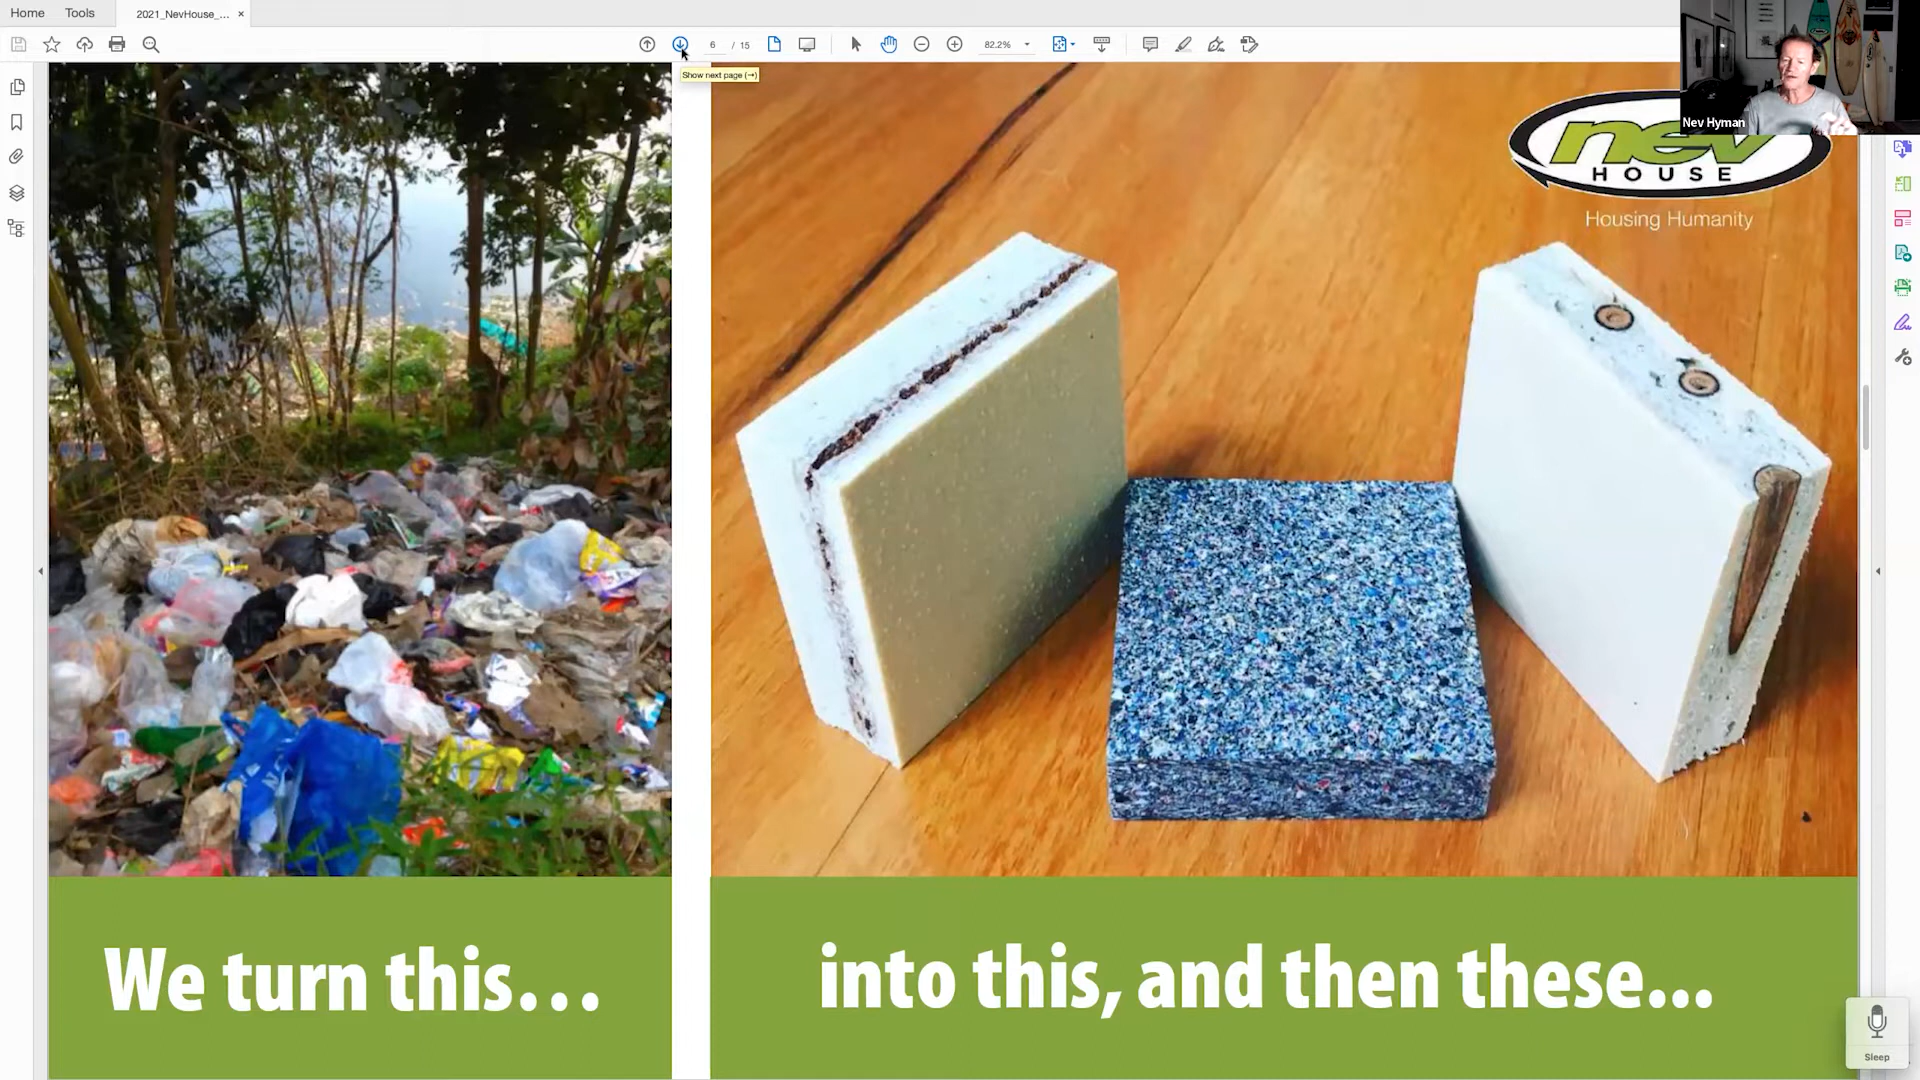 Home
Tools
2021_NevHouse_...
×
6 / 15
82.2%
Show next page (→)
Nev Hyman
nev
HOUSE
Housing Humanity
We turn this...
into this, and then these...
Sleep